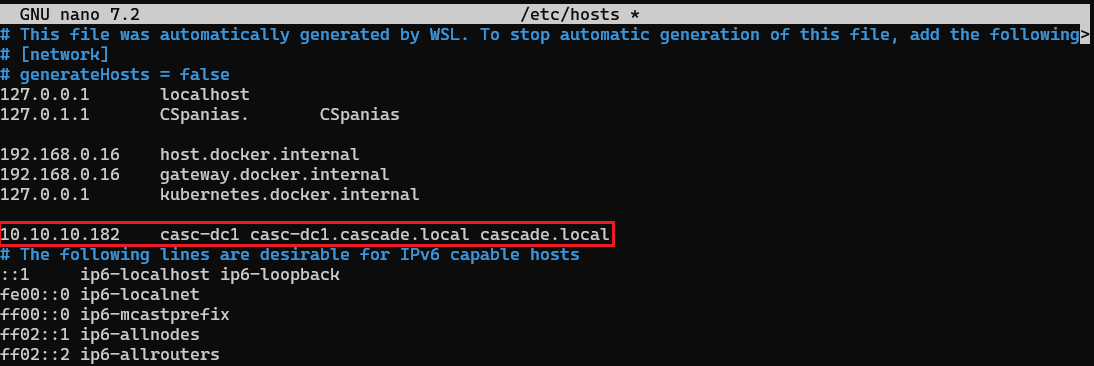 GNU nano 7.2 /etc/hosts *
# This file was automatically generated by WSL. To stop automatic generation of this file, add the following>
# [network]
# generateHosts = false
127.0.0.1 localhost
127.0.1.1 CSpanias. CSpanias
192.168.0.16 host.docker.internal
192.168.0.16 gateway.docker.internal
127.0.0.1 kubernetes.docker.internal
10.10.10.182 casc-dc1 casc-dc1.cascade.local cascade.local
# The following lines are desirable for IPv6 capable hosts
::1 ip6-localhost ip6-loopback
fe00::0 ip6-localnet
ff00::0 ip6-mcastprefix
ff02::1 ip6-allnodes
ff02::2 ip6-allrouters